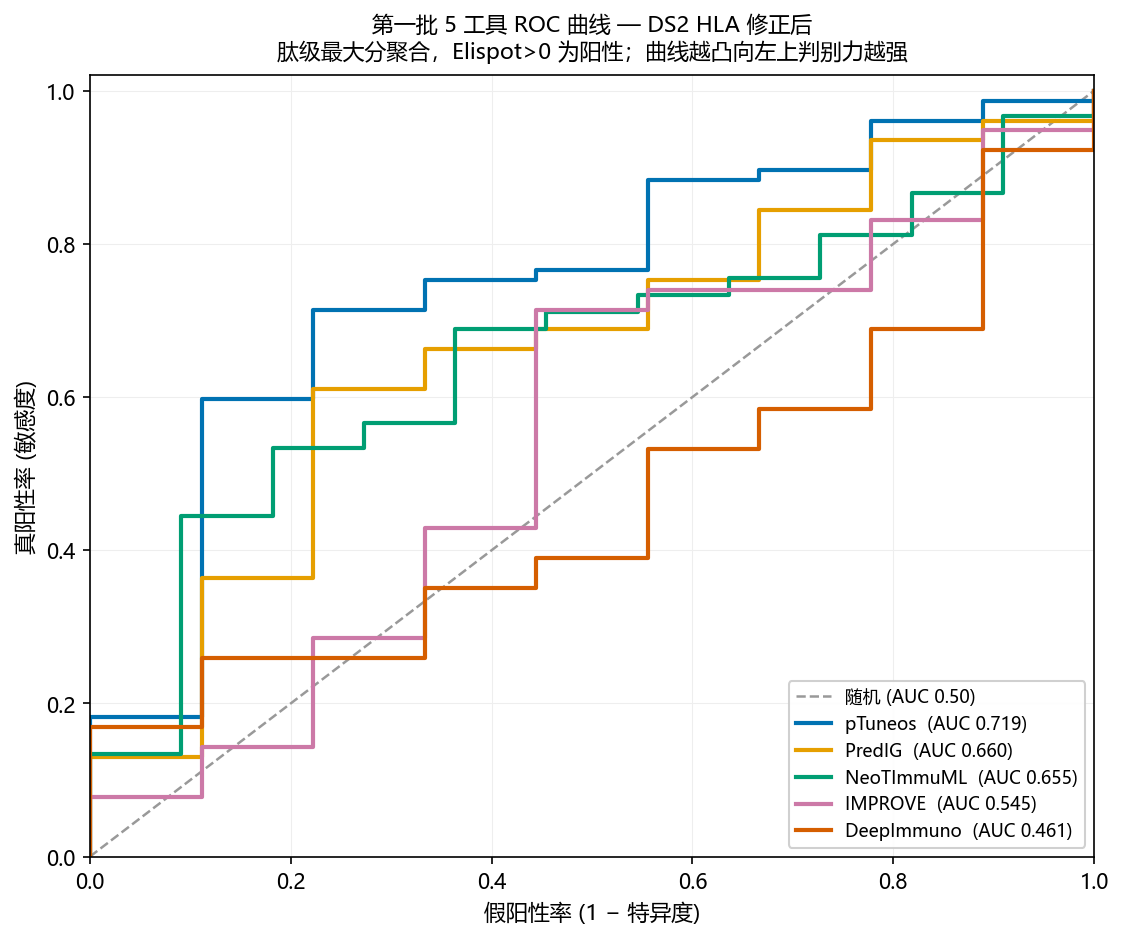 第一批 5 工具 ROC 曲线 — DS2 HLA 修正后
肽级最大分聚合，Elispot>0 为阳性；曲线越凸向左上判别力越强
1.0
0.8
0.6
0.4
0.2
0.0
真阳性率 (敏感度)
0.0 0.2 0.4 0.6 0.8 1.0
假阳性率 (1 − 特异度)
随机 (AUC 0.50)
pTuneos (AUC 0.719)
PredIG (AUC 0.660)
NeoTImmuML (AUC 0.655)
IMPROVE (AUC 0.545)
DeepImmuno (AUC 0.461)